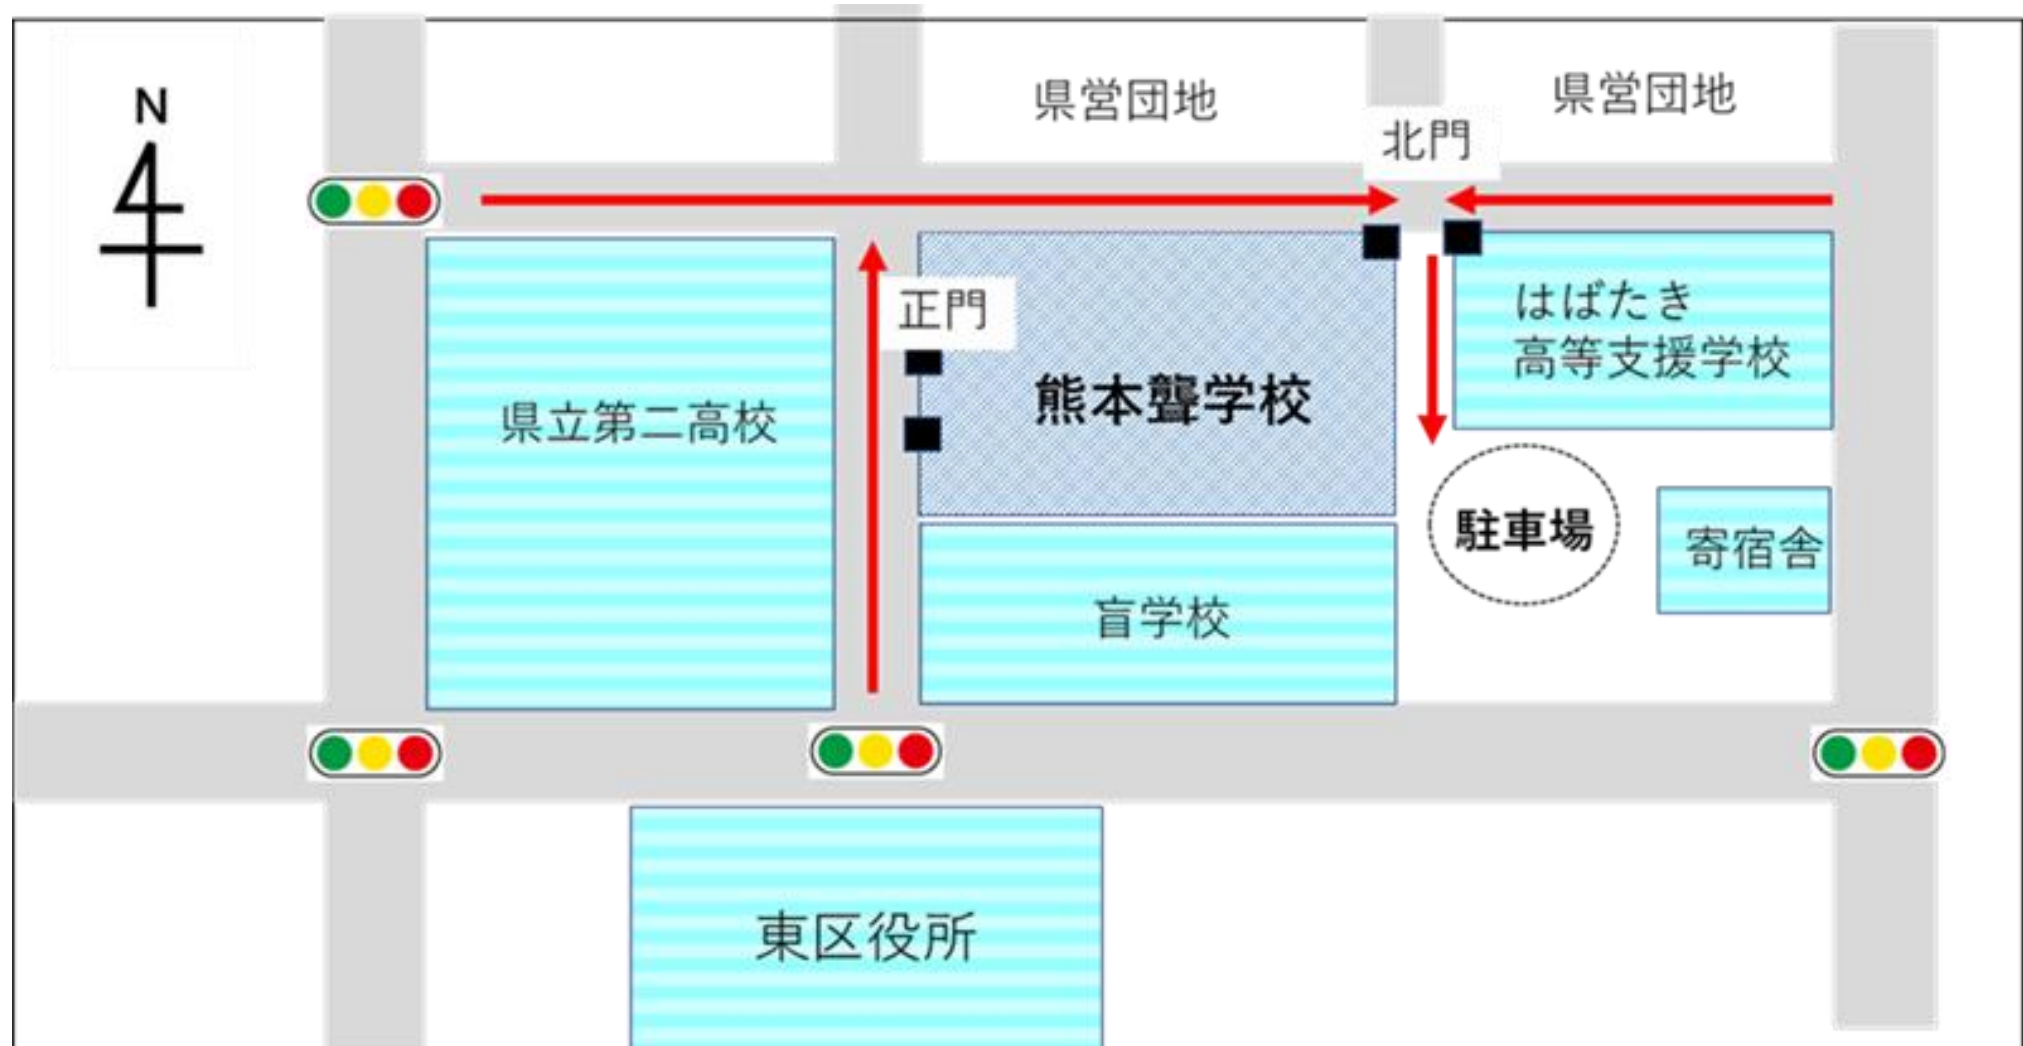 N
県営団地
県営団地
北門
正門
はばたき
高等支援学校
熊本聾学校
県立第二高校
駐車場
寄宿舎
盲学校
東区役所